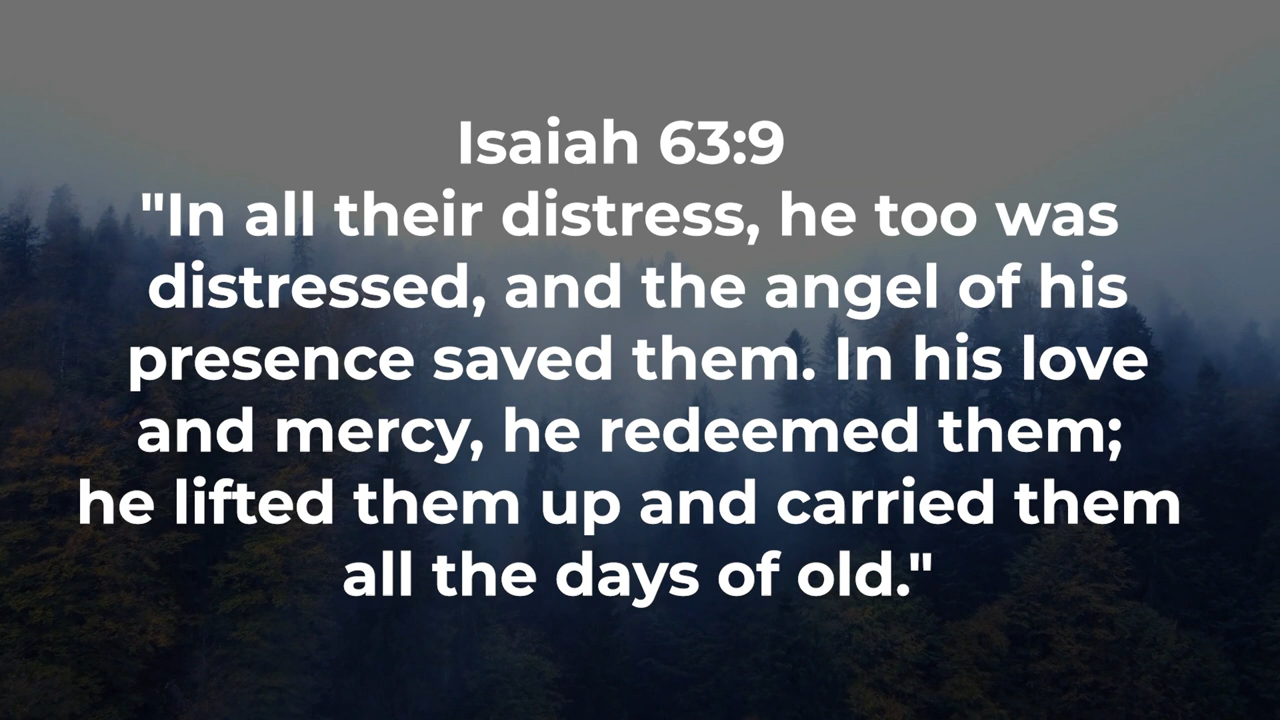 Isaiah 63:9
"In all their distress, he too was
distressed, and the angel of his
presence saved them. In his love
and mercy, he redeemed them;
he lifted them up and carried them
all the days of old."